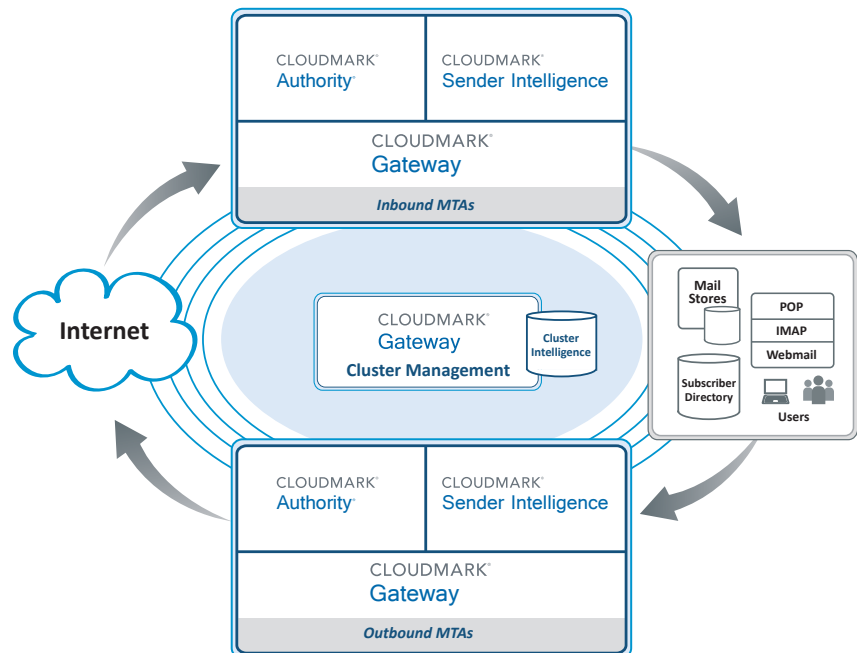 CLOUDMARK®
Authority®
CLOUDMARK®
Sender Intelligence
CLOUDMARK®
Gateway
Inbound MTAs
Internet
CLOUDMARK®
Gateway
Cluster Management
Cluster
Intelligence
Mail
Stores
POP
IMAP
Webmail
Subscriber
Directory
Users
CLOUDMARK®
Authority®
CLOUDMARK®
Sender Intelligence
CLOUDMARK®
Gateway
Outbound MTAs